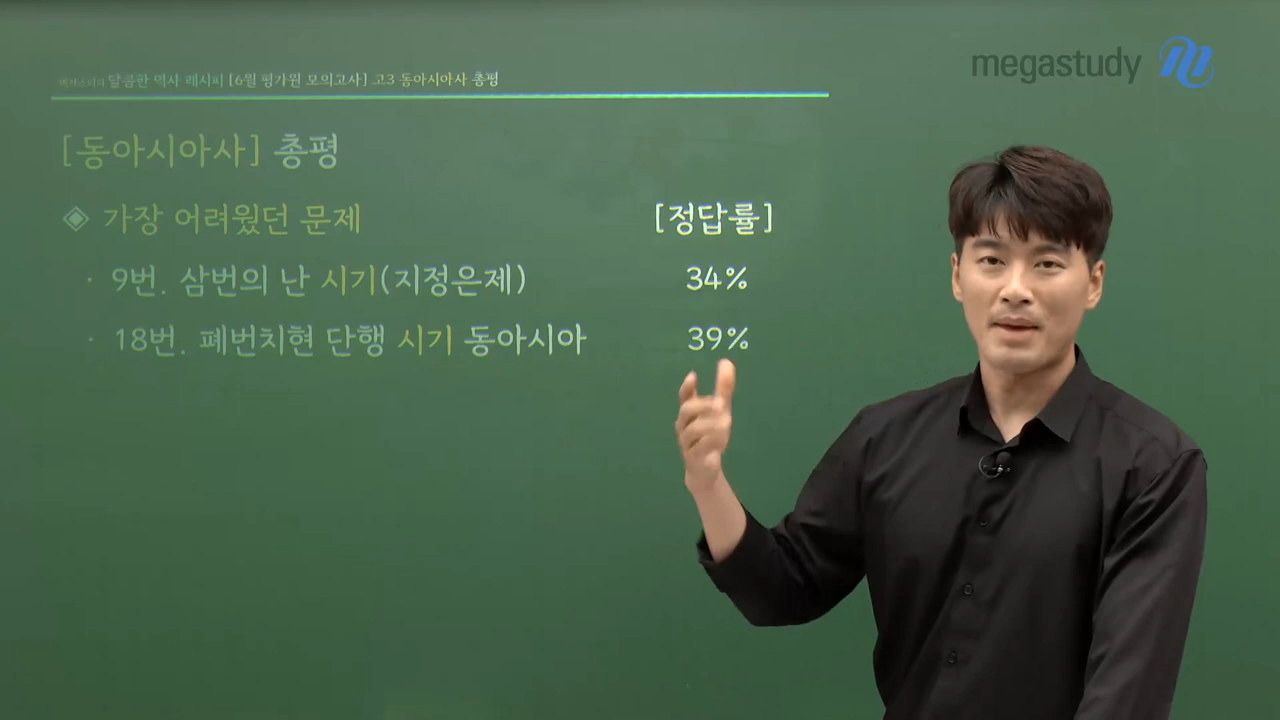 megastudy
달콤한 역사 레시피 [6월 평가원 모의고사] 고3 동아시아사 총평
[동아시아사] 총평
◈ 가장 어려웠던 문제 [정답률]
· 9번. 삼번의 난 시기(지정은제) 34%
· 18번. 폐번치현 단행 시기 동아시아 39%